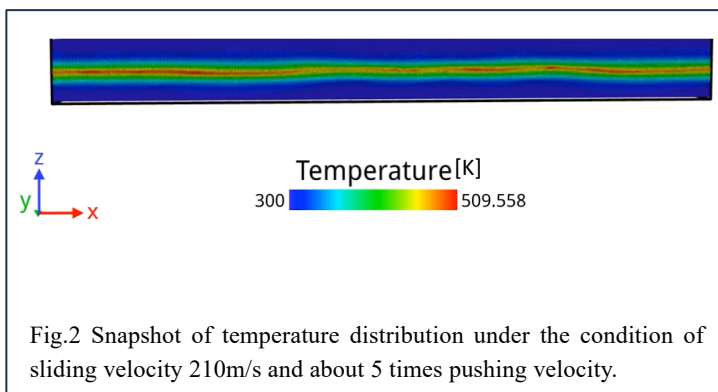 z
y
x
Temperature[K]
300
509.558
Fig.2 Snapshot of temperature distribution under the condition of
sliding velocity 210m/s and about 5 times pushing velocity.